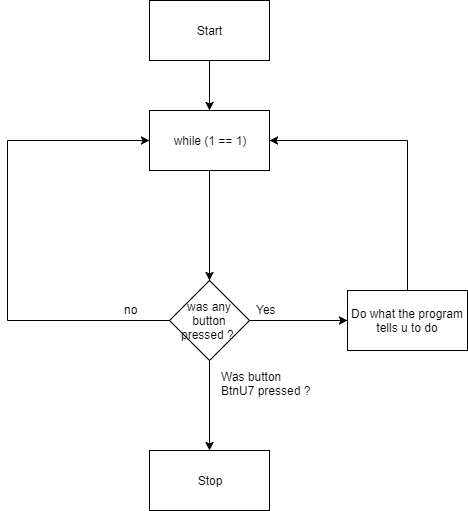 Start
while (1 == 1)
no
was any
button
pressed ?
Yes
Do what the program
tells u to do
Was button
BtnU7 pressed ?
Stop